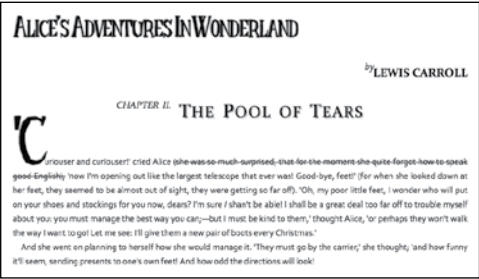 ALICE'S ADVENTURES IN WONDERLAND
by LEWIS CARROLL
CHAPTER II. THE POOL OF TEARS
'Curiouser and curiouser!' cried Alice (she was so much surprised, that for the moment she quite forgot how to speak
good English); 'now I'm opening out like the largest telescope that ever was! Good-bye, feet!' (for when she looked down at
her feet, they seemed to be almost out of sight, they were getting so far off). 'Oh, my poor little feet, I wonder who will put
on your shoes and stockings for you now, dears? I'm sure I shan't be able! I shall be a great deal too far off to trouble myself
about you: you must manage the best way you can;—but I must be kind to them,' thought Alice, 'or perhaps they won't walk
the way I want to go! Let me see: I'll give them a new pair of boots every Christmas.'
And she went on planning to herself how she would manage it. 'They must go by the carrier,' she thought; 'and how funny
it'll seem, sending presents to one's own feet! And how odd the directions will look!